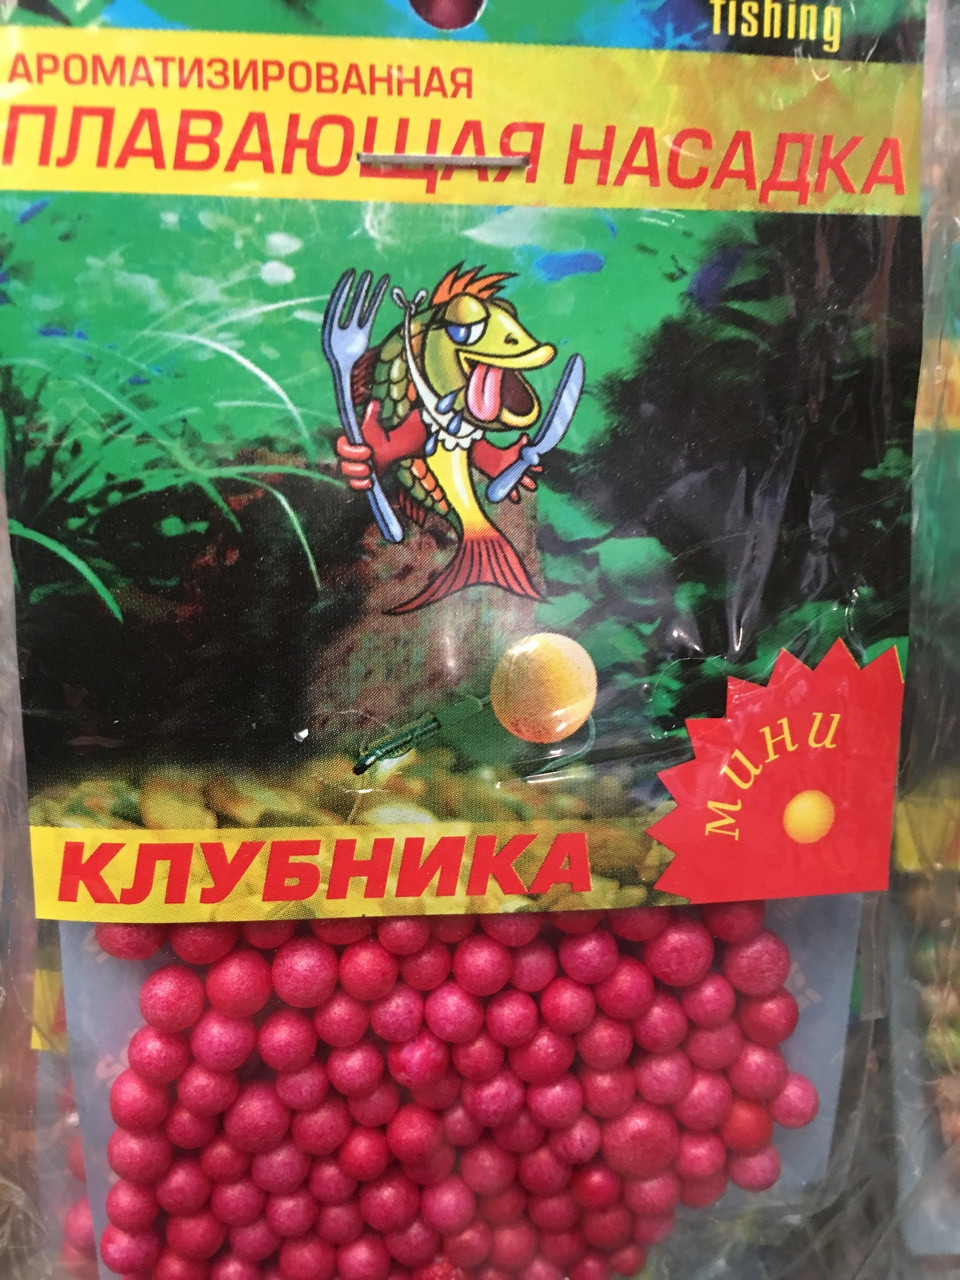 fishing
АРОМАТИЗИРОВАННАЯ
ПЛАВАЮЩАЯ НАСАДКА
мини
КЛУБНИКА